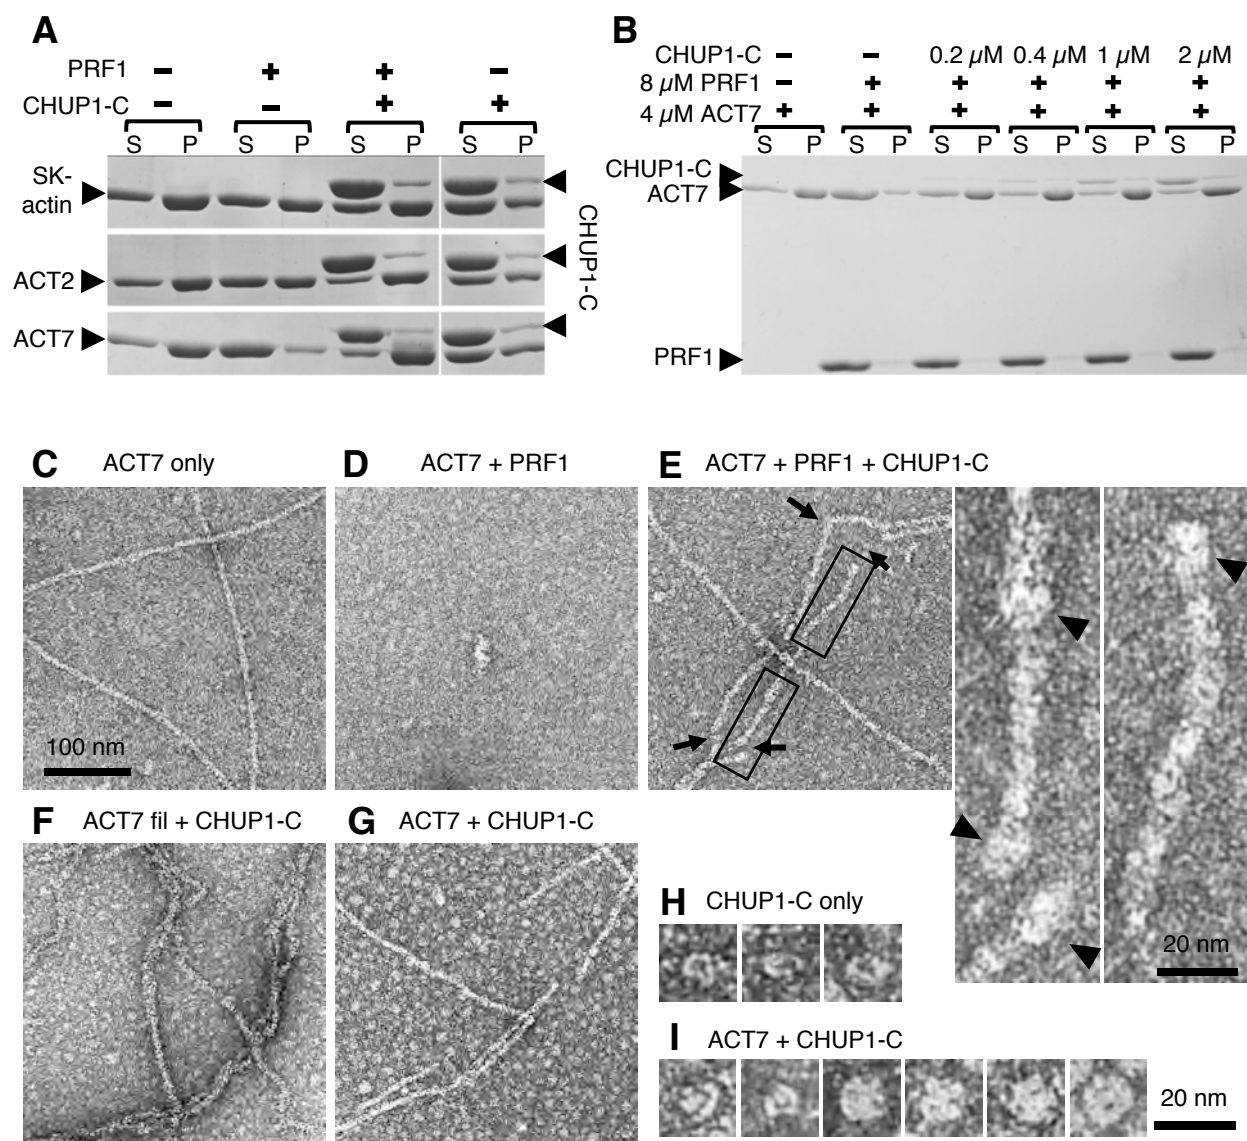 A
PRF1 − + + −
CHUP1-C − − + +
S P S P S P S P
SK-
actin
ACT2
ACT7
CHUP1-C
B
CHUP1-C − − 0.2 µM 0.4 µM 1 µM 2 µM
8 µM PRF1 − + + + + +
4 µM ACT7 + + + + + +
S P S P S P S P S P S P
CHUP1-C
ACT7
PRF1
C ACT7 only
100 nm
D ACT7 + PRF1
E ACT7 + PRF1 + CHUP1-C
20 nm
F ACT7 fil + CHUP1-C
G ACT7 + CHUP1-C
H CHUP1-C only
I ACT7 + CHUP1-C
20 nm